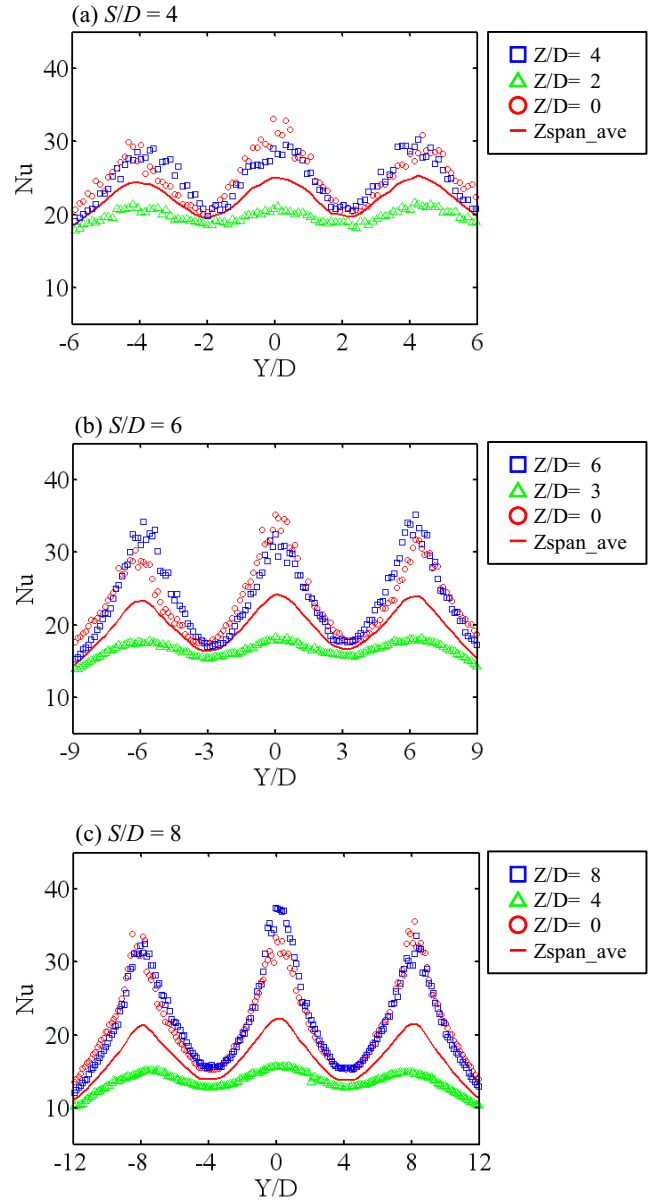 (a) S/D = 4
40
30
20
10
Nu
-6 -4 -2 0 2 4 6
Y/D
Z/D= 4
Z/D= 2
Z/D= 0
Zspan_ave
(b) S/D = 6
40
30
20
10
Nu
-9 -6 -3 0 3 6 9
Y/D
Z/D= 6
Z/D= 3
Z/D= 0
Zspan_ave
(c) S/D = 8
40
30
20
10
Nu
-12 -8 -4 0 4 8 12
Y/D
Z/D= 8
Z/D= 4
Z/D= 0
Zspan_ave